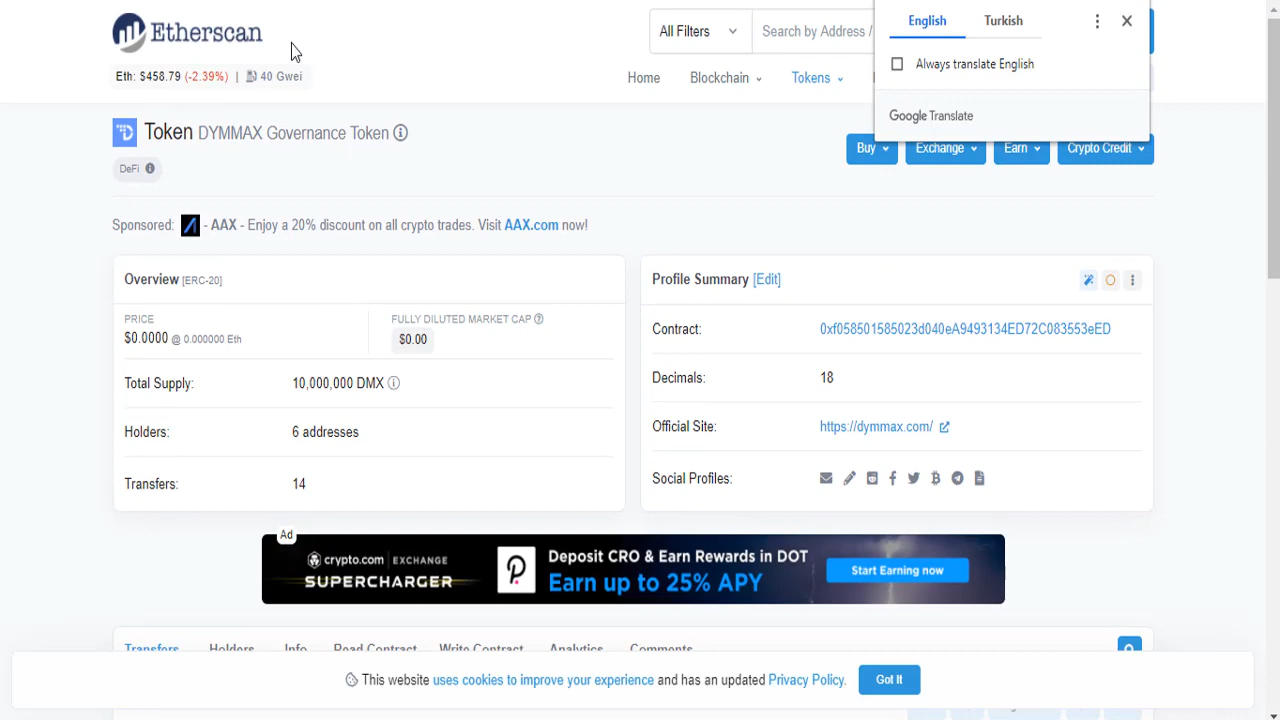 Etherscan
All Filters
Search by Address /
English
Turkish
Always translate English
Google Translate
Eth: $458.79 (-2.39%) | 40 Gwei
Home
Blockchain
Tokens
Token DYMMAX Governance Token
DeFi
Buy
Exchange
Earn
Crypto Credit
Sponsored: - AAX - Enjoy a 20% discount on all crypto trades. Visit AAX.com now!
Overview [ERC-20]
PRICE
$0.0000 @ 0.000000 Eth
FULLY DILUTED MARKET CAP
$0.00
Total Supply: 10,000,000 DMX
Holders: 6 addresses
Transfers: 14
Profile Summary [Edit]
Contract: 0xf058501585023d040eA9493134ED72C083553eED
Decimals: 18
Official Site: https://dymmax.com/
Social Profiles:
Ad
crypto.com | EXCHANGE
SUPERCHARGER
Deposit CRO & Earn Rewards in DOT
Earn up to 25% APY
Start Earning now
Transfers Holders Info Read Contract Write Contract Analytics Comments
This website uses cookies to improve your experience and has an updated Privacy Policy.
Got It